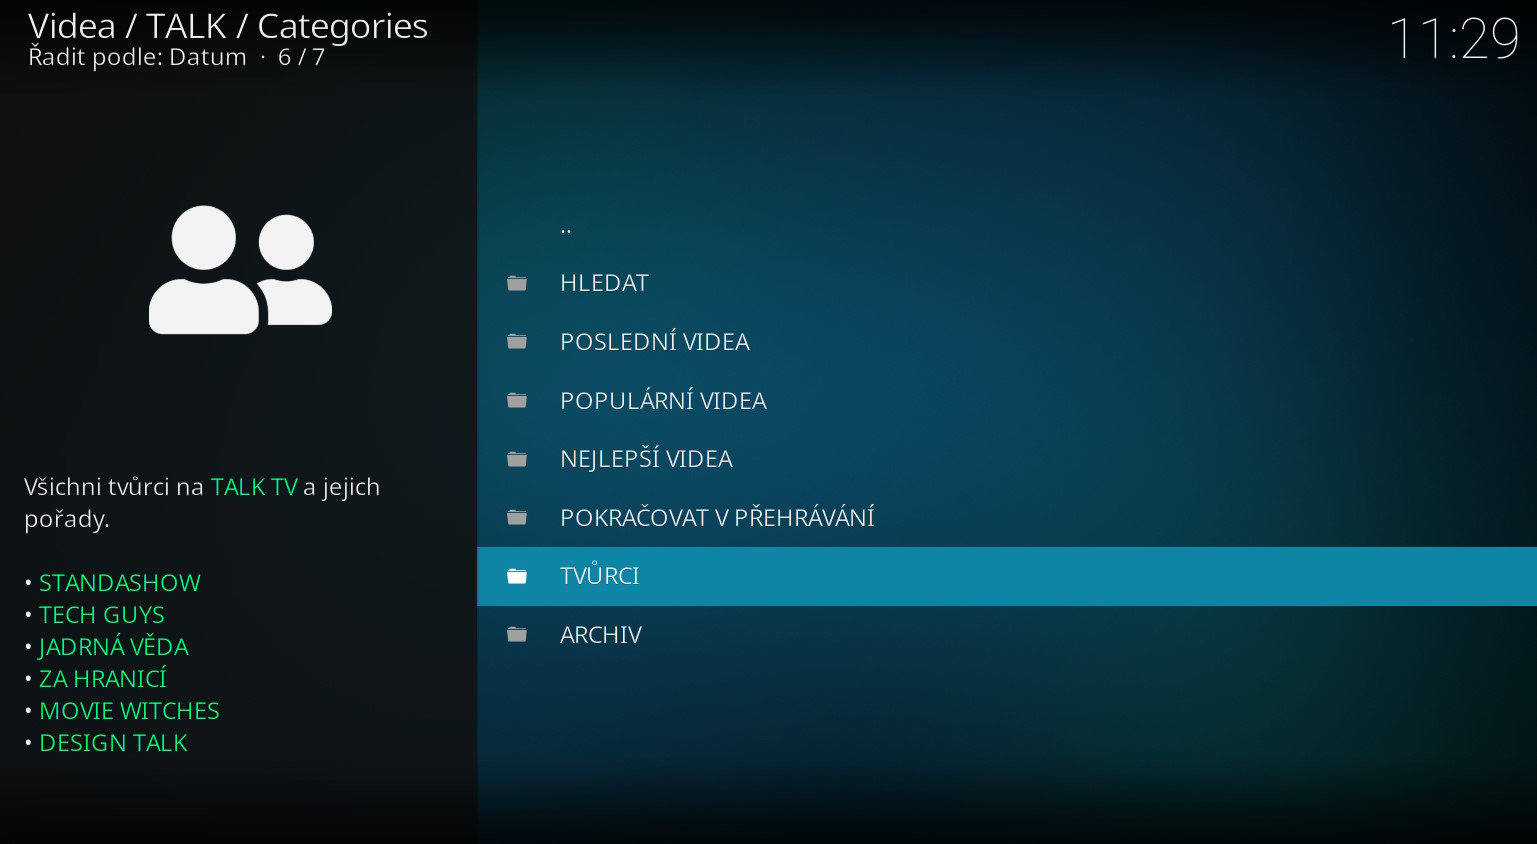 Videa / TALK / Categories
Řadit podle: Datum · 6 / 7
11:29
..
HLEDAT
POSLEDNÍ VIDEA
POPULÁRNÍ VIDEA
NEJLEPŠÍ VIDEA
POKRAČOVAT V PŘEHRÁVÁNÍ
TVŮRCI
ARCHIV
Všichni tvůrci na TALK TV a jejich
pořady.
• STANDASHOW
• TECH GUYS
• JADRNÁ VĚDA
• ZA HRANICÍ
• MOVIE WITCHES
• DESIGN TALK